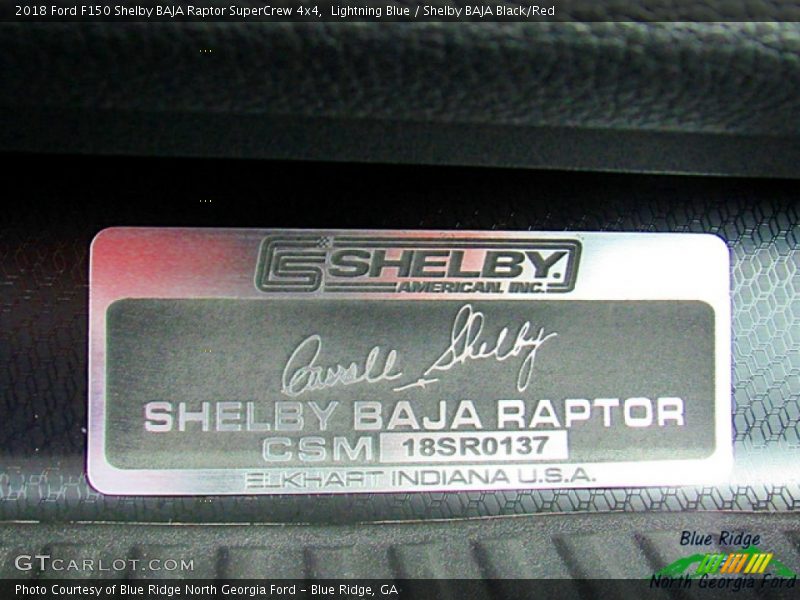 2018 Ford F150 Shelby BAJA Raptor SuperCrew 4x4,  Lightning Blue / Shelby BAJA Black/Red
SHELBY.
AMERICAN, INC.
Carroll Shelby
SHELBY BAJA RAPTOR
CSM 18SR0137
ELKHART INDIANA U.S.A.
GTCARLOT.COM
Blue Ridge
North Georgia Ford
Photo Courtesy of Blue Ridge North Georgia Ford – Blue Ridge, GA